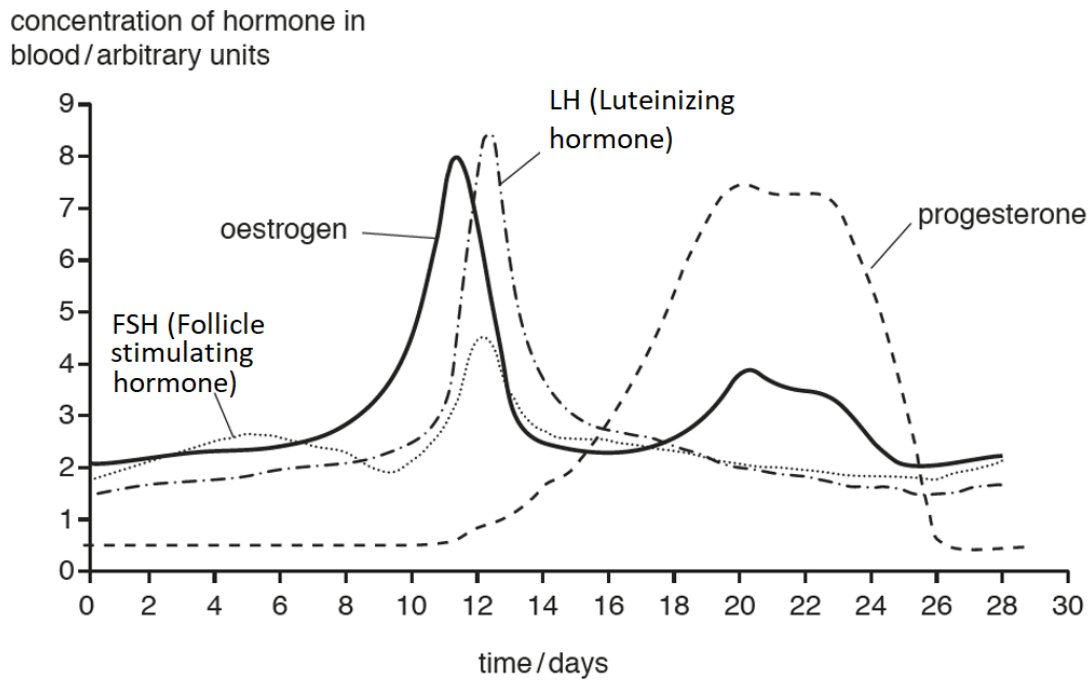 concentration of hormone in
blood/arbitrary units
9
8
7
6
5
4
3
2
1
0
LH (Luteinizing
hormone)
oestrogen
progesterone
FSH (Follicle
stimulating
hormone)
0 2 4 6 8 10 12 14 16 18 20 22 24 26 28 30
time/days